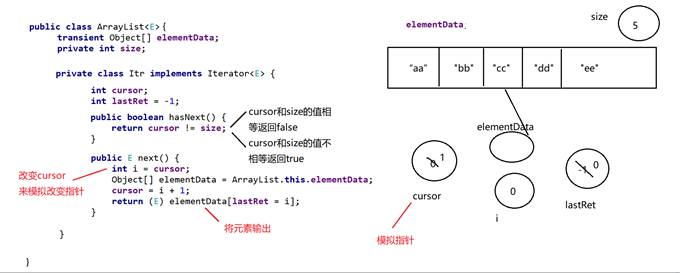 public class ArrayList<E>{
transient Object[] elementData;
private int size;
private class Itr implements Iterator<E> {
int cursor;
int lastRet = -1;
public boolean hasNext() {
return cursor != size;
}
cursor和size的值相
等返回false
cursor和size的值不
相等返回true
public E next() {
int i = cursor;
Object[] elementData = ArrayList.this.elementData;
cursor = i + 1;
return (E) elementData[lastRet = i];
}
改变cursor
来模拟改变指针
将元素输出
}
}
elementData.
size
5
"aa" "bb" "cc" "dd" "ee"
elementData
0 1
cursor
0
i
-1 0
lastRet
模拟指针